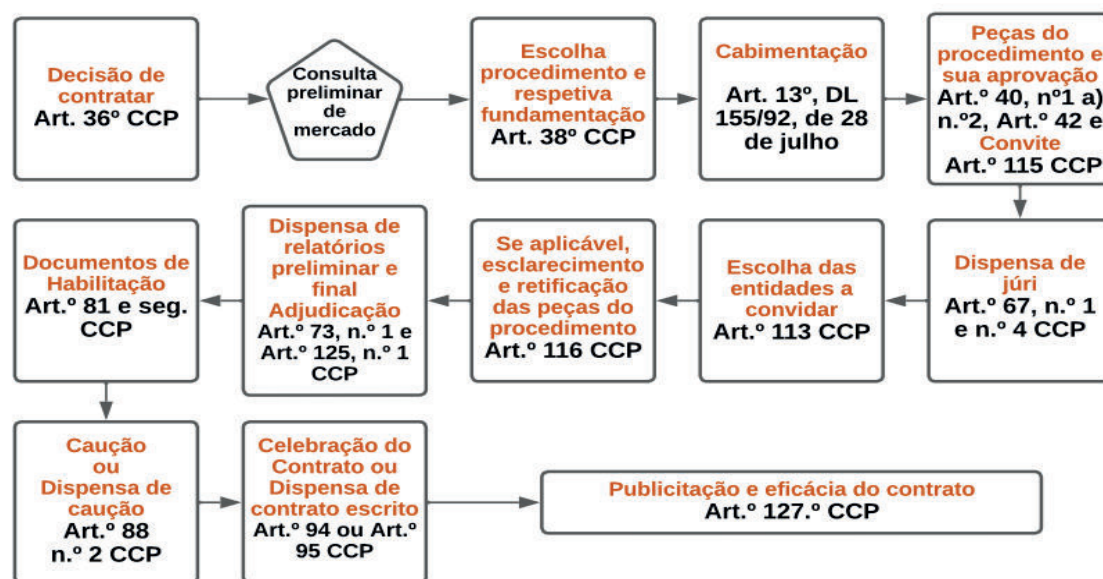 Decisão de
contratar
Art. 36º CCP
Consulta
preliminar
de
mercado
Escolha
procedimento e
respetiva
fundamentação
Art. 38º CCP
Cabimentação
Art. 13º, DL
155/92, de 28
de julho
Peças do
procedimento e
sua aprovação
Art.º 40, nº1 a)
n.º2, Art.º 42 e
Convite
Art.º 115 CCP
Dispensa de
júri
Art.º 67, n.º 1
e n.º 4 CCP
Escolha das
entidades a
convidar
Art.º 113 CCP
Se aplicável,
esclarecimento
e retificação
das peças do
procedimento
Art.º 116 CCP
Dispensa de
relatórios
preliminar e
final
Adjudicação
Art.º 73, n.º 1 e
Art.º 125, n.º 1
CCP
Documentos de
Habilitação
Art.º 81 e seg.
CCP
Caução
ou
Dispensa de
caução
Art.º 88
n.º 2 CCP
Celebração do
Contrato ou
Dispensa de
contrato escrito
Art.º 94 ou Art.º
95 CCP
Publicitação e eficácia do contrato
Art.º 127.º CCP